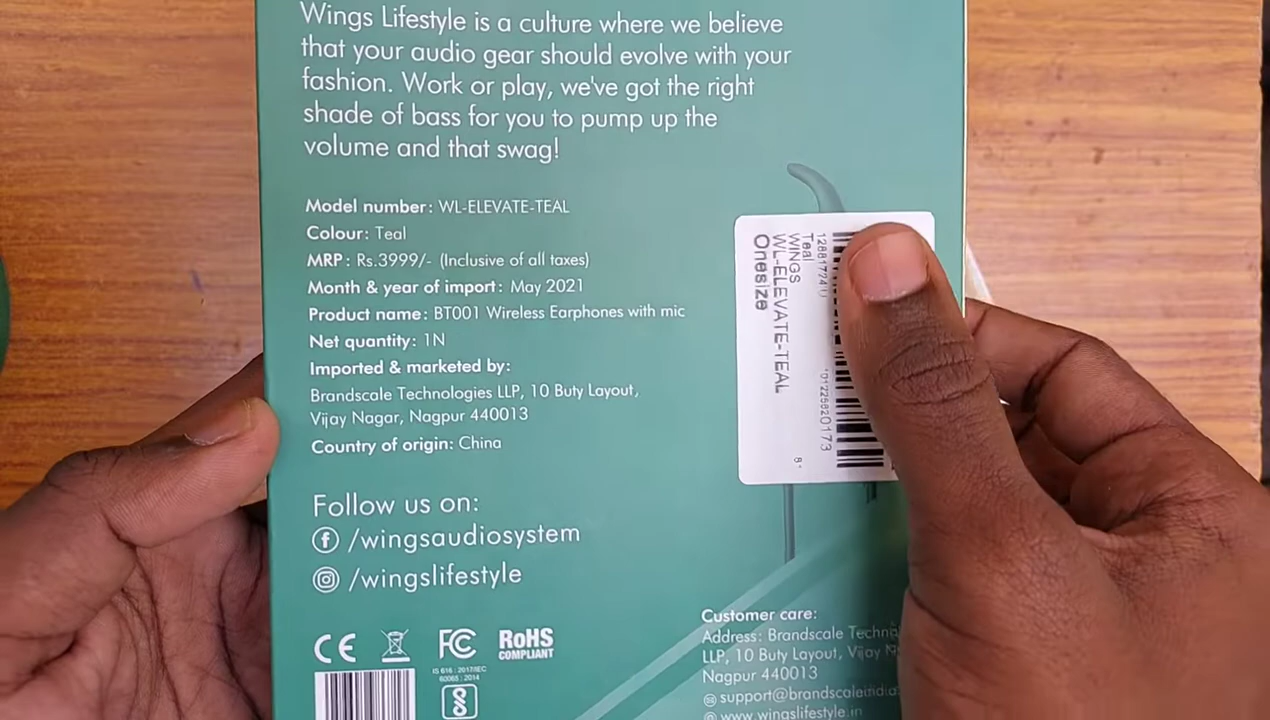 Wings Lifestyle is a culture where we believe
that your audio gear should evolve with your
fashion. Work or play, we've got the right
shade of bass for you to pump up the
volume and that swag!
Model number: WL-ELEVATE-TEAL
Colour: Teal
MRP: Rs.3999/- (Inclusive of all taxes)
Month & year of import: May 2021
Product name: BT001 Wireless Earphones with mic
Net quantity: 1N
Imported & marketed by:
Brandscale Technologies LLP, 10 Buty Layout,
Vijay Nagar, Nagpur 440013
Country of origin: China
Follow us on:
/wingsaudiosystem
/wingslifestyle
CE FC RoHS
COMPLIANT
IS 616 : 2017/IEC
60065 : 2014
Teal
WINGS
WL-ELEVATE-TEAL
Onesize
Customer care:
Address: Brandscale
LLP, 10 Buty Layout, Vijay
Nagpur 440013
support@brandscaleindia
www.wingslifestyle.in